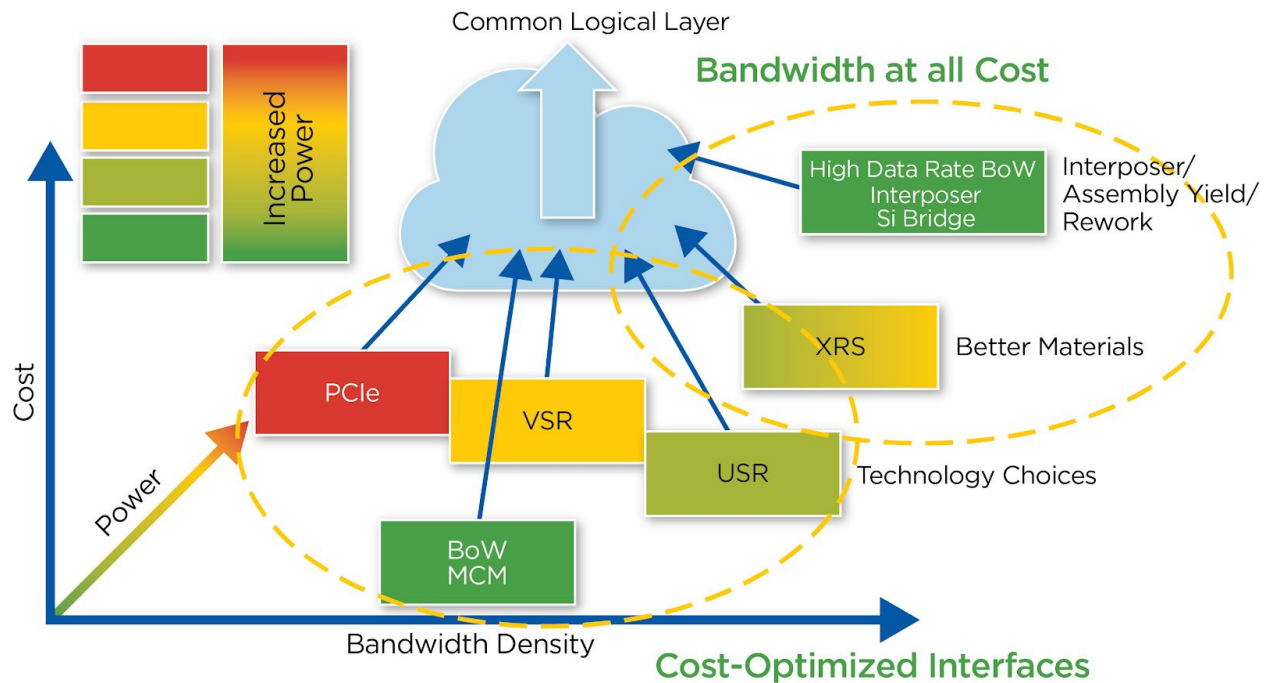 Common Logical Layer
Bandwidth at all Cost
Increased
Power
High Data Rate BoW
Interposer
Si Bridge
Interposer/
Assembly Yield/
Rework
XRS
Better Materials
PCIe
VSR
USR
Technology Choices
Cost
Power
BoW
MCM
Bandwidth Density
Cost-Optimized Interfaces